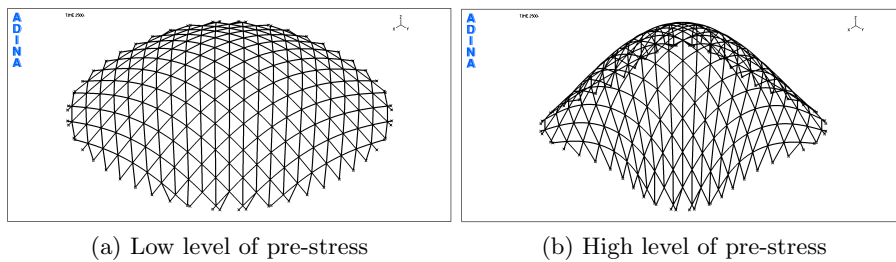 ADINA
TIME 2500.
Z
X Y
ADINA
TIME 2500.
Z
X Y
(a) Low level of pre-stress
(b) High level of pre-stress